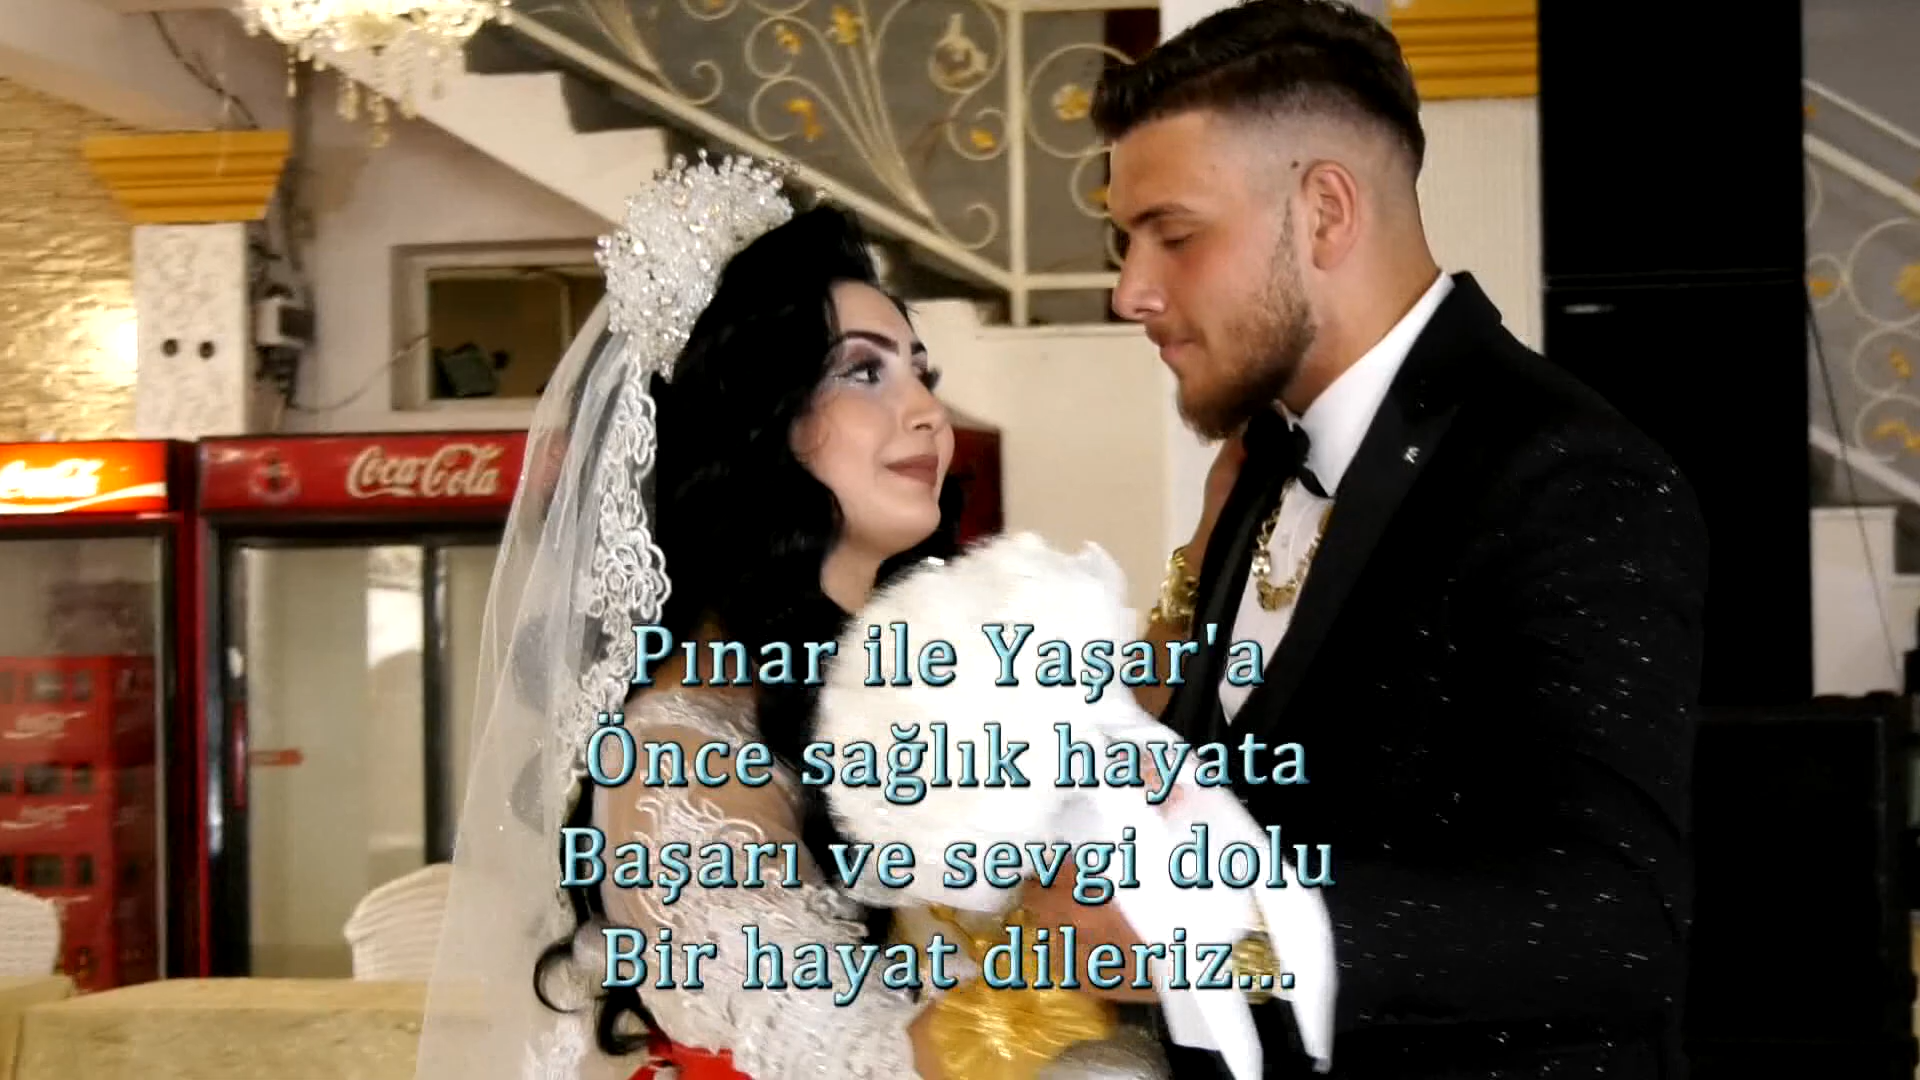 Coca-Cola
Coca-Cola
Pınar ile Yaşar'a
Önce sağlık hayata
Başarı ve sevgi dolu
Bir hayat dileriz...